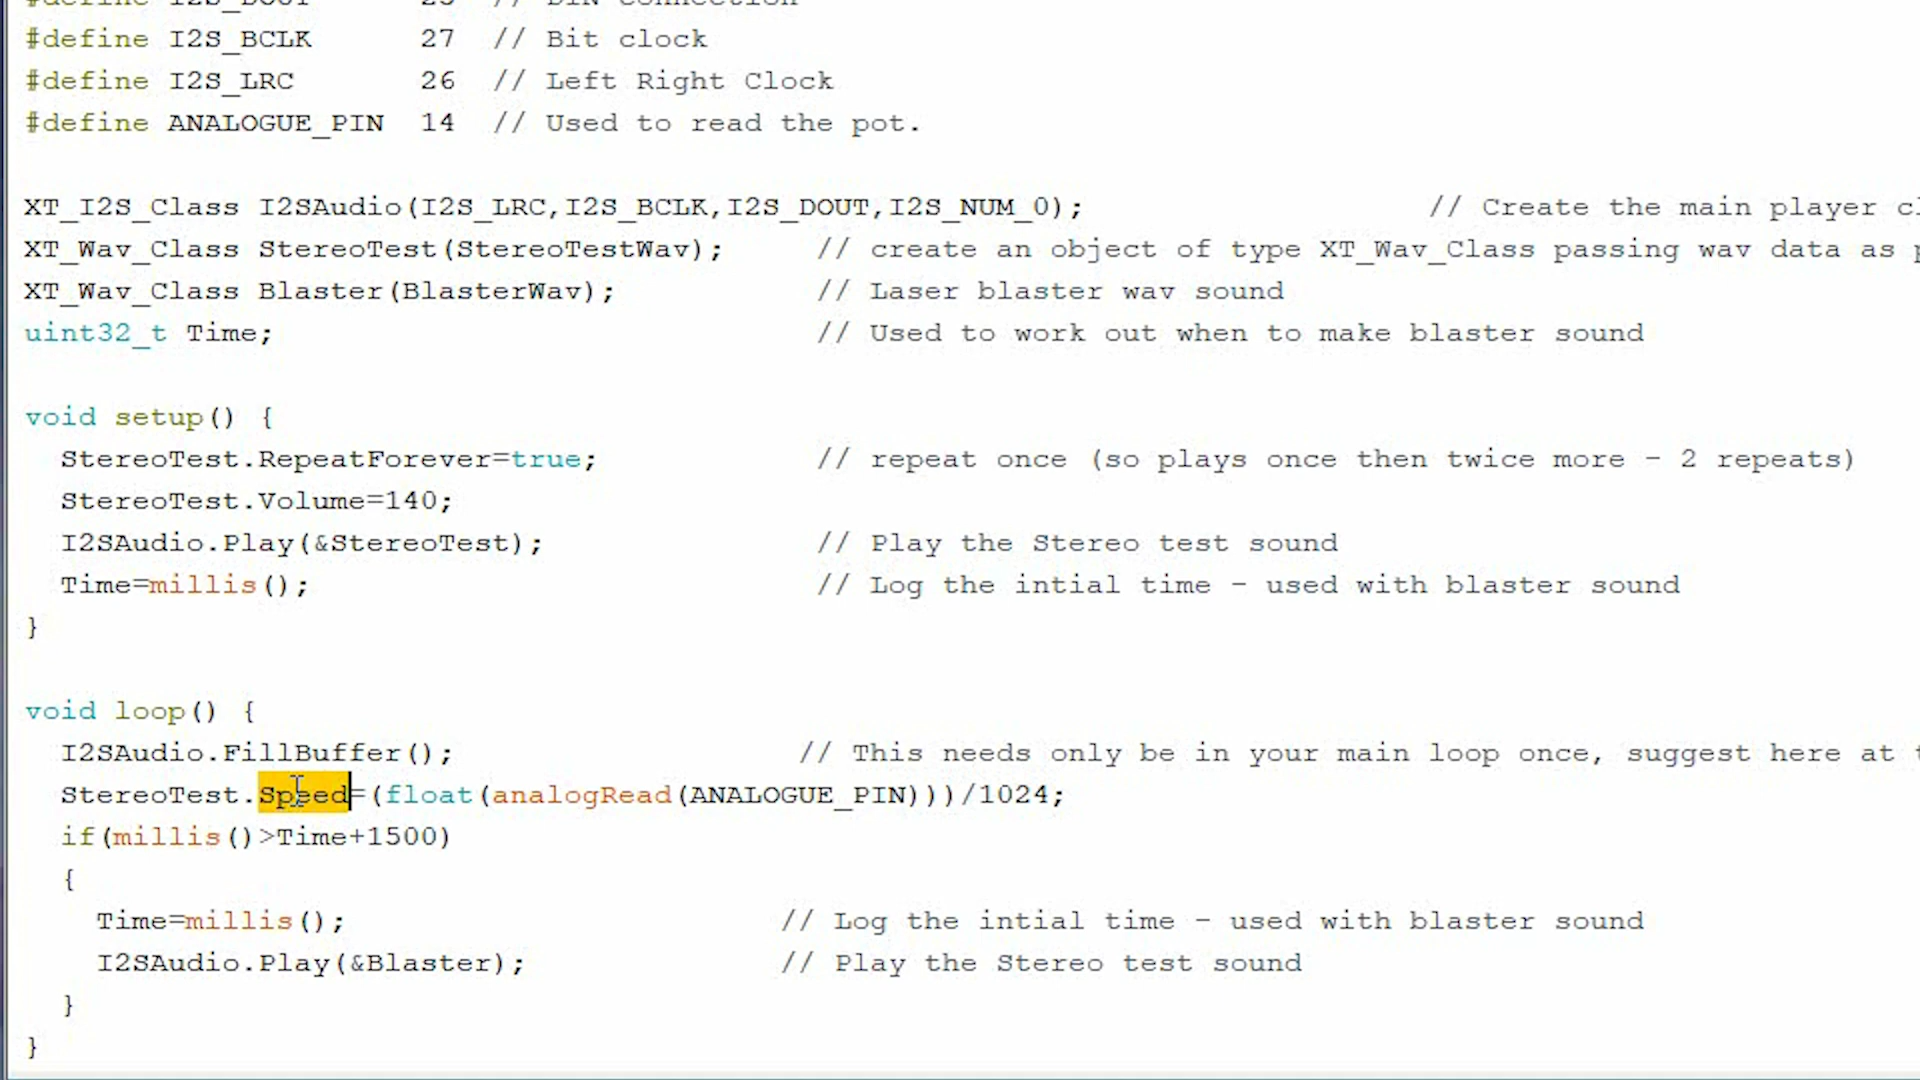 #define I2S_DOUT 25 // DIN connection
#define I2S_BCLK 27 // Bit clock
#define I2S_LRC 26 // Left Right Clock
#define ANALOGUE_PIN 14 // Used to read the pot.
XT_I2S_Class I2SAudio(I2S_LRC,I2S_BCLK,I2S_DOUT,I2S_NUM_0); // Create the main player
XT_Wav_Class StereoTest(StereoTestWav); // create an object of type XT_Wav_Class passing wav data as
XT_Wav_Class Blaster(BlasterWav); // Laser blaster wav sound
uint32_t Time; // Used to work out when to make blaster sound
void setup() {
StereoTest.RepeatForever=true; // repeat once (so plays once then twice more - 2 repeats)
StereoTest.Volume=140;
I2SAudio.Play(&StereoTest); // Play the Stereo test sound
Time=millis(); // Log the intial time - used with blaster sound
}
void loop() {
I2SAudio.FillBuffer(); // This needs only be in your main loop once, suggest here at
StereoTest.Speed=(float(analogRead(ANALOGUE_PIN)))/1024;
if(millis()>Time+1500)
{
Time=millis(); // Log the intial time - used with blaster sound
I2SAudio.Play(&Blaster); // Play the Stereo test sound
}
}